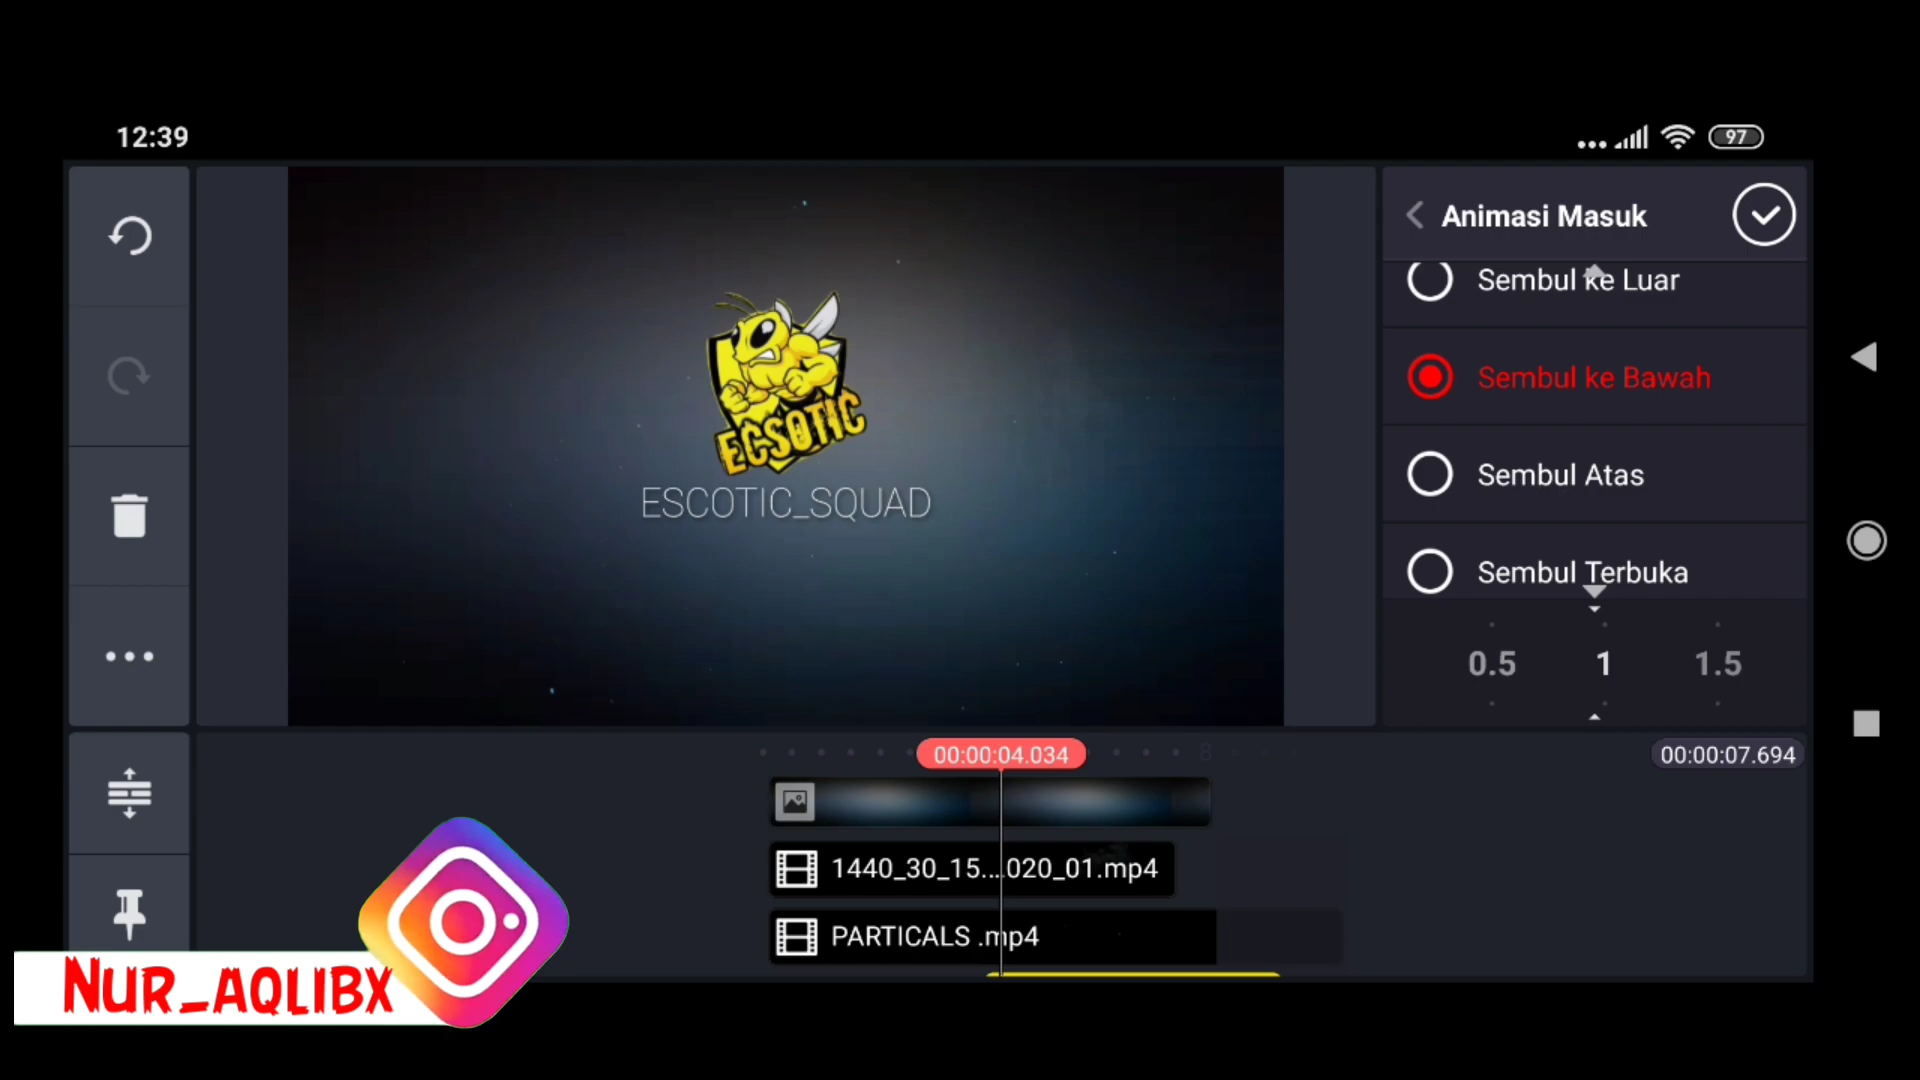 12:39
97
Animasi Masuk
Sembul ke Luar
Sembul ke Bawah
Sembul Atas
Sembul Terbuka
0.5 1 1.5
ECSOTIC
ESCOTIC_SQUAD
00:00:04.034
8
00:00:07.694
1440_30_15...020_01.mp4
PARTICALS .mp4
NUR_AQLIBX